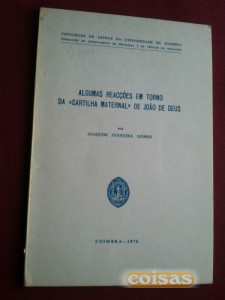 FACULDADE DE LETRAS DA UNIVERSIDADE DE COIMBRA
ALGUMAS REACÇÕES EM TORNO
DA «CARTILHA MATERNAL» DE JOÃO DE DEUS
POR
JOAQUIM FERREIRA GOMES
COIMBRA—1976
coisas